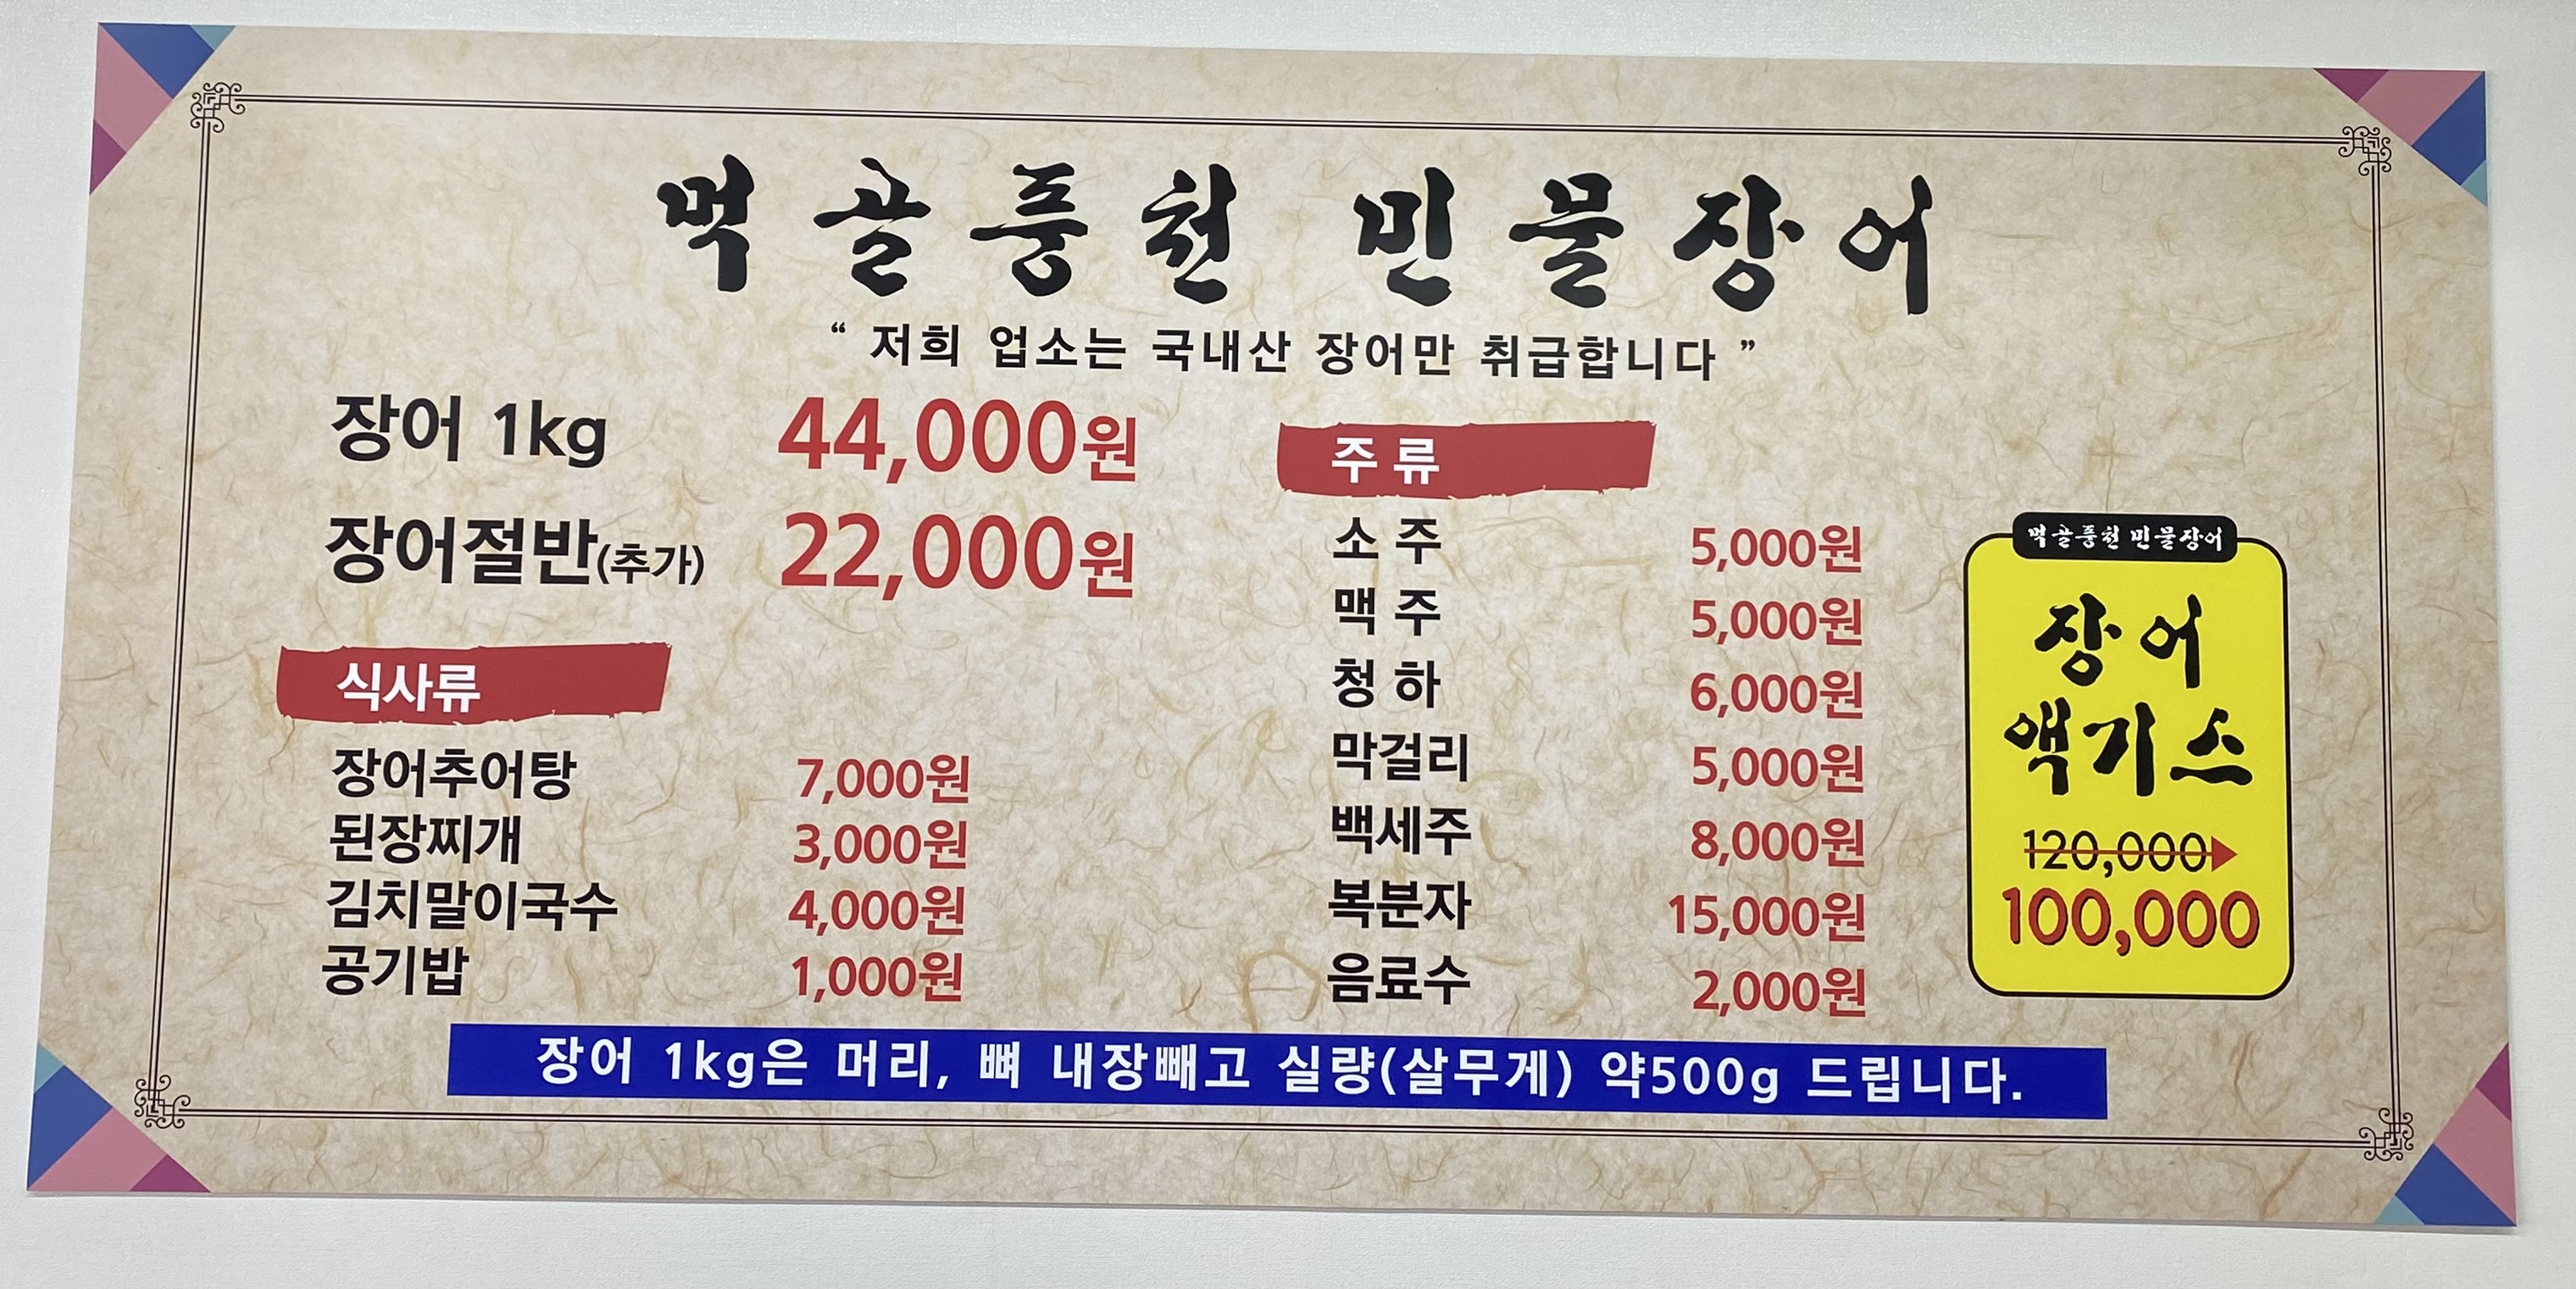 먹골풍천 민물장어
“ 저희 업소는 국내산 장어만 취급합니다 ”
장어 1kg 44,000원
장어절반(추가) 22,000원
식사류
장어추어탕 7,000원
된장찌개 3,000원
김치말이국수 4,000원
공기밥 1,000원
주류
소주 5,000원
맥주 5,000원
청하 6,000원
막걸리 5,000원
백세주 8,000원
복분자 15,000원
음료수 2,000원
먹골풍천 민물장어
장어
액기스
120,000
100,000
장어 1kg은 머리, 뼈 내장빼고 실량(살무게) 약500g 드립니다.